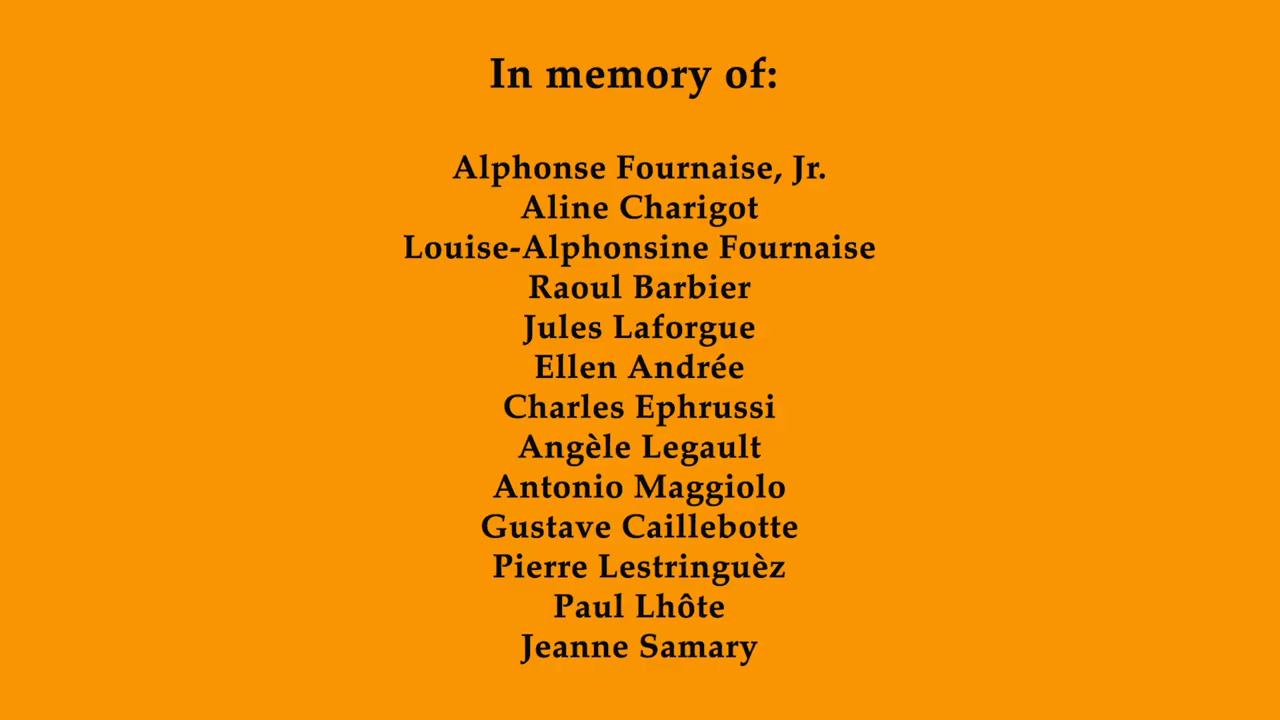 In memory of:
Alphonse Fournaise, Jr.
Aline Charigot
Louise-Alphonsine Fournaise
Raoul Barbier
Jules Laforgue
Ellen Andrée
Charles Ephrussi
Angèle Legault
Antonio Maggiolo
Gustave Caillebotte
Pierre Lestringuèz
Paul Lhôte
Jeanne Samary